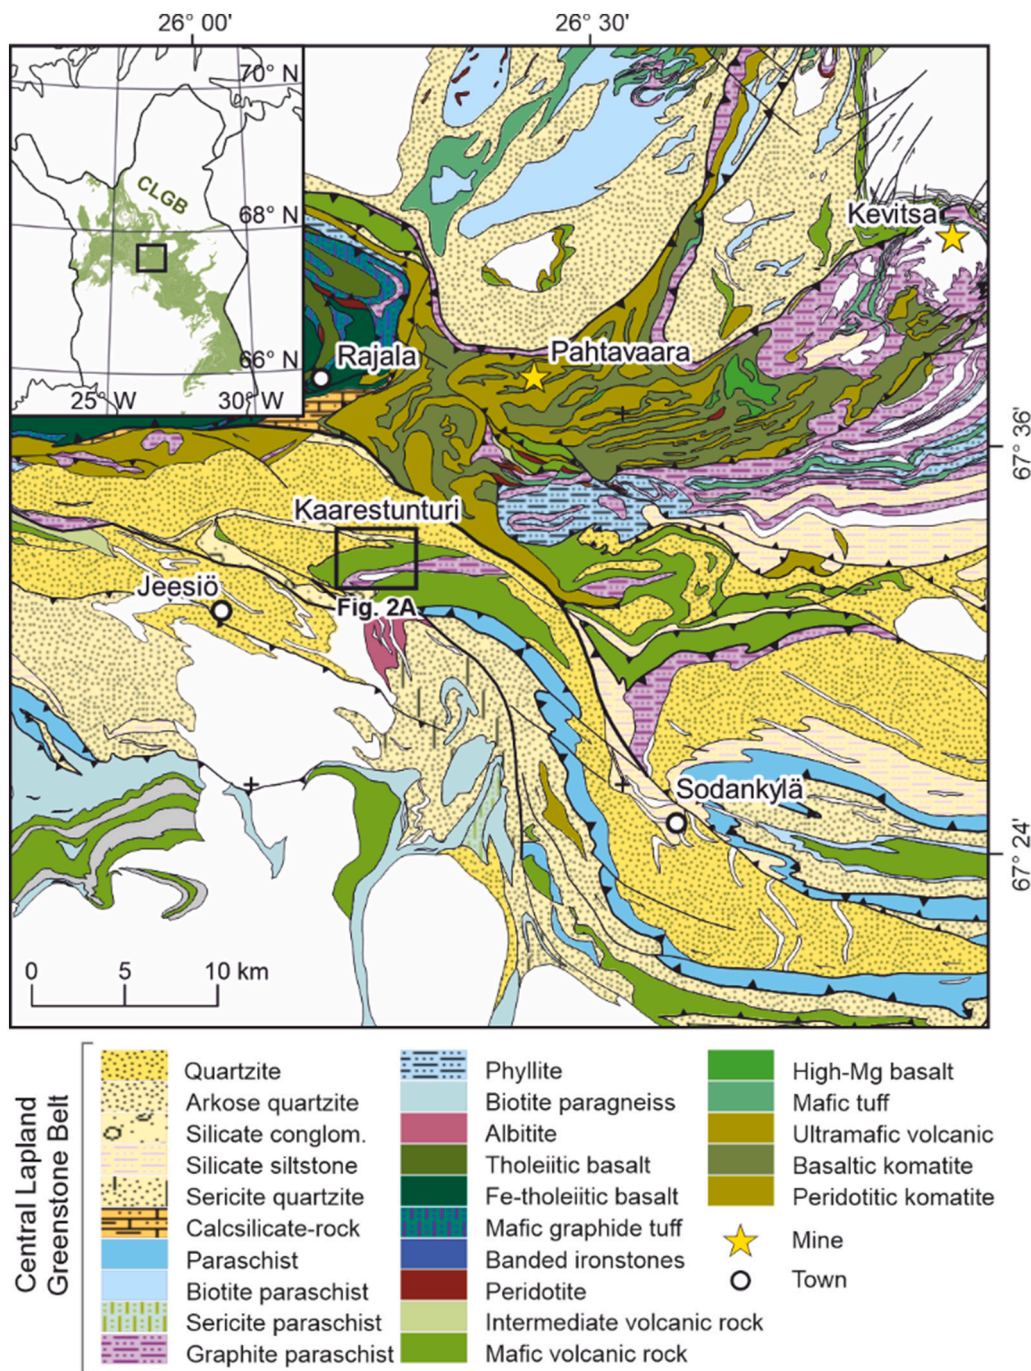 26° 00'
26° 30'
70° N
CLGB
68° N
66° N
25° W
30° W
Kevitsa
Rajala
Pahtavaara
67° 36'
Kaarestunturi
Jeesiö
Fig. 2A
Sodankylä
67° 24'
0 5 10 km
Central Lapland
Greenstone Belt
Quartzite
Arkose quartzite
Silicate conglom.
Silicate siltstone
Sericite quartzite
Calcsilicate-rock
Paraschist
Biotite paraschist
Sericite paraschist
Graphite paraschist
Phyllite
Biotite paragneiss
Albitite
Tholeiitic basalt
Fe-tholeiitic basalt
Mafic graphide tuff
Banded ironstones
Peridotite
Intermediate volcanic rock
Mafic volcanic rock
High-Mg basalt
Mafic tuff
Ultramafic volcanic
Basaltic komatite
Peridotitic komatite
Mine
Town